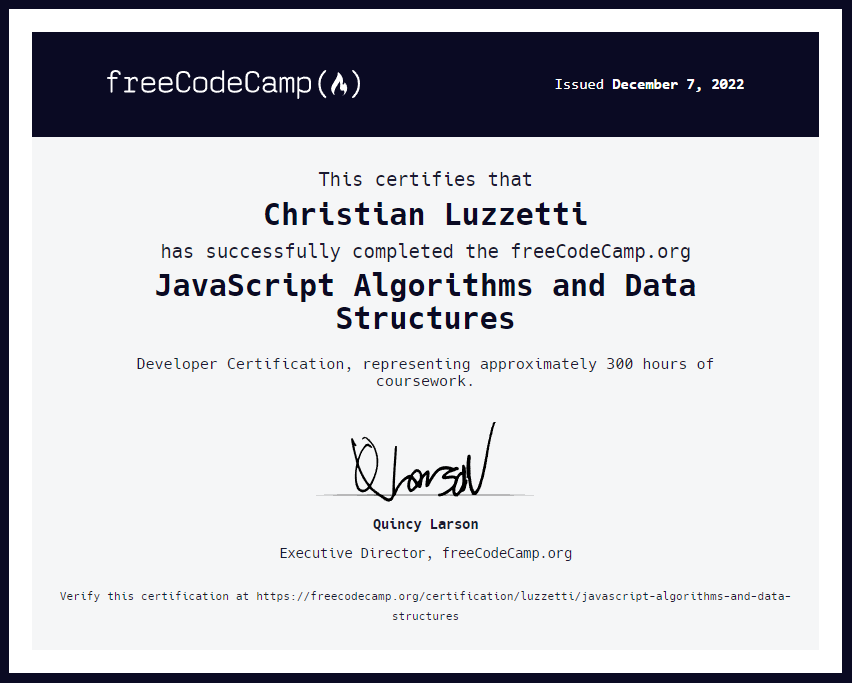 freeCodeCamp
Issued December 7, 2022
This certifies that
Christian Luzzetti
has successfully completed the freeCodeCamp.org
JavaScript Algorithms and Data
Structures
Developer Certification, representing approximately 300 hours of
coursework.
Q Larson
Quincy Larson
Executive Director, freeCodeCamp.org
Verify this certification at https://freecodecamp.org/certification/luzzetti/javascript-algorithms-and-data-
structures